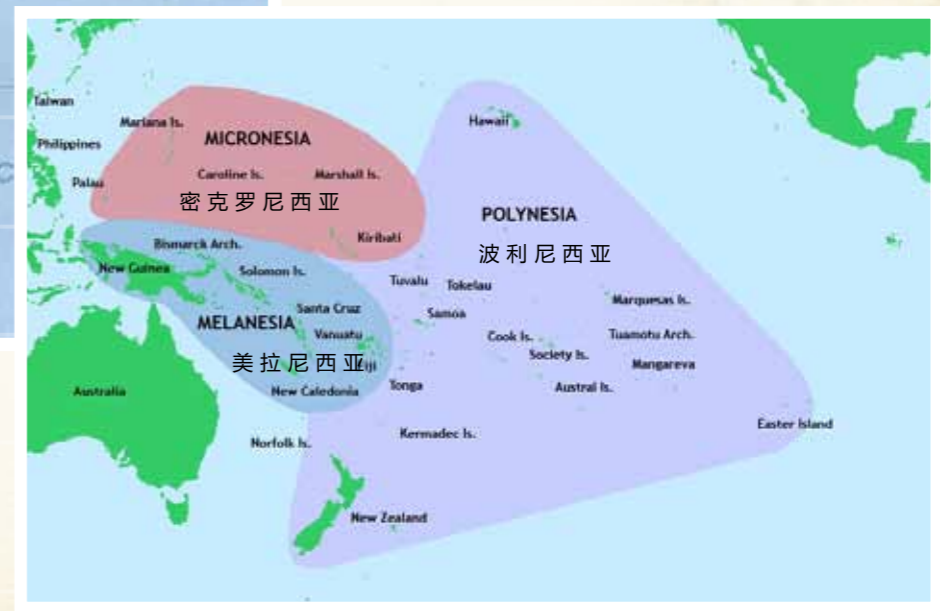 Taiwan
Mariana Is.
Hawaii
MICRONESIA
Philippines
Palau
Caroline Is.
Marshall Is.
密克罗尼西亚
POLYNESIA
Kiribati
波利尼西亚
Bismarck Arch.
New Guinea
Solomon Is.
Tuvalu
Tokelau
Marquesas Is.
Santa Cruz
Samoa
MELANESIA
Vanuatu
Cook Is.
Tuamotu Arch.
Society Is.
美拉尼西亚
Fiji
Mangareva
Tonga
Austral Is.
Australia
New Caledonia
Easter Island
Norfolk Is.
Kermadec Is.
New Zealand